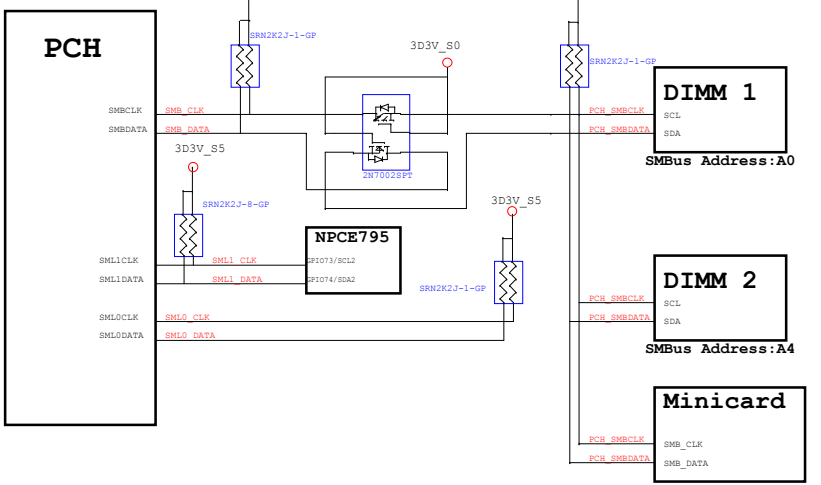 SRN2K2J-1-GP
3D3V_S0
SRN2K2J-1-GP
PCH
DIMM 1
SMBCLK SMB_CLK PCH_SMBCLK SCL
SMBDATA SMB_DATA PCH_SMBDATA SDA
3D3V_S5
SMBus Address:A0
2N7002SPT
SRN2K2J-8-GP
3D3V_S5
NPCE795
SML1CLK SML1_CLK GPIO73/SCL2
SML1DATA SML1_DATA GPIO74/SDA2
DIMM 2
SRN2K2J-1-GP
PCH_SMBCLK SCL
SML0CLK SML0_CLK PCH_SMBDATA SDA
SML0DATA SML0_DATA
SMBus Address:A4
Minicard
PCH_SMBCLK SMB_CLK
PCH_SMBDATA SMB_DATA